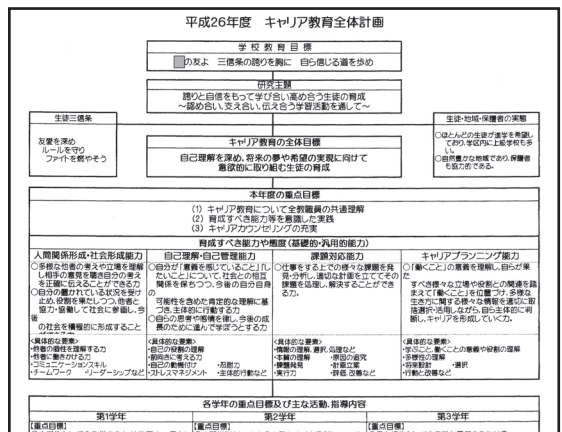 平成26年度　キャリア教育全体計画
学校教育目標
の友よ　三信条の誇りを胸に　自ら信じる道を歩め
研究主題
誇りと自信をもって学び合い高め合う生徒の育成
～認め合い、支え合い、伝え合う学習活動を通して～
生徒三信条
友愛を深め
ルールを守り
ファイトを燃やそう
キャリア教育の全体目標
自己理解を深め、将来の夢や希望の実現に向けて
意欲的に取り組む生徒の育成
生徒・地域・保護者の実態
○ほとんどの生徒が進学を希望し
ており、学区内に上級学校も多
い。
○自然豊かな地域であり、保護者
も協力的である。
本年度の重点目標
(1) キャリア教育について全教職員の共通理解
(2) 育成すべき能力等を意識した実践
(3) キャリアカウンセリングの充実
育成すべき能力や態度(基礎的・汎用的能力)
人間関係形成・社会形成能力
○多様な他者の考えや立場を理解
し相手の意見を聴き自分の考え
を正確に伝えることができる力
○自分の置かれている状況を受け
止め、役割を果たしつつ、他者と
協力・協働して社会に参画し、今
後
の社会を積極的に形成すること
<具体的な要素>
・他者の個性を理解する力
・他者に働きかける力
・コミュニケーションスキル
・チームワーク　・リーダーシップなど
自己理解・自己管理能力
○自分が「意義を感じていること」「し
たいこと」について、社会との相互
関係を保ちつつ、今後の自分自身
の
可能性を含めた肯定的な理解に基
づき、主体的に行動する力
○自らの思考や感情を律し、今後の成
長のために進んで学ぼうとする力
<具体的な要素>
・自己の役割の理解
・前向きに考える力
・自己の動機付け　・忍耐力
・ストレスマネジメント　・主体的行動など
課題対応能力
○仕事をする上での様々な課題を発
見・分析し、適切な計画を立ててその
課題を処理し、解決することができ
る力。
<具体的な要素>
・情報の理解、選択、処理など
・本質の理解　・原因の追究
・課題発見　・計画立案
・実行力　・評価、改善など
キャリアプランニング能力
○「働くこと」の意義を理解し、自らが果
た
すべき様々な立場や役割との関連を踏
まえて「働くこと」を位置づけ、多様な
生き方に関する様々な情報を適切に取
捨選択・活用しながら、自ら主体的に判
断し、キャリアを形成していく力。
<具体的な要素>
・学ぶこと、働くことの意義や役割の理解
・多様性の理解
・将来設計　・選択
・行動と改善など
各学年の重点目標及び主な活動、指導内容
第1学年
第2学年
第3学年
【重点目標】
【重点目標】
【重点目標】